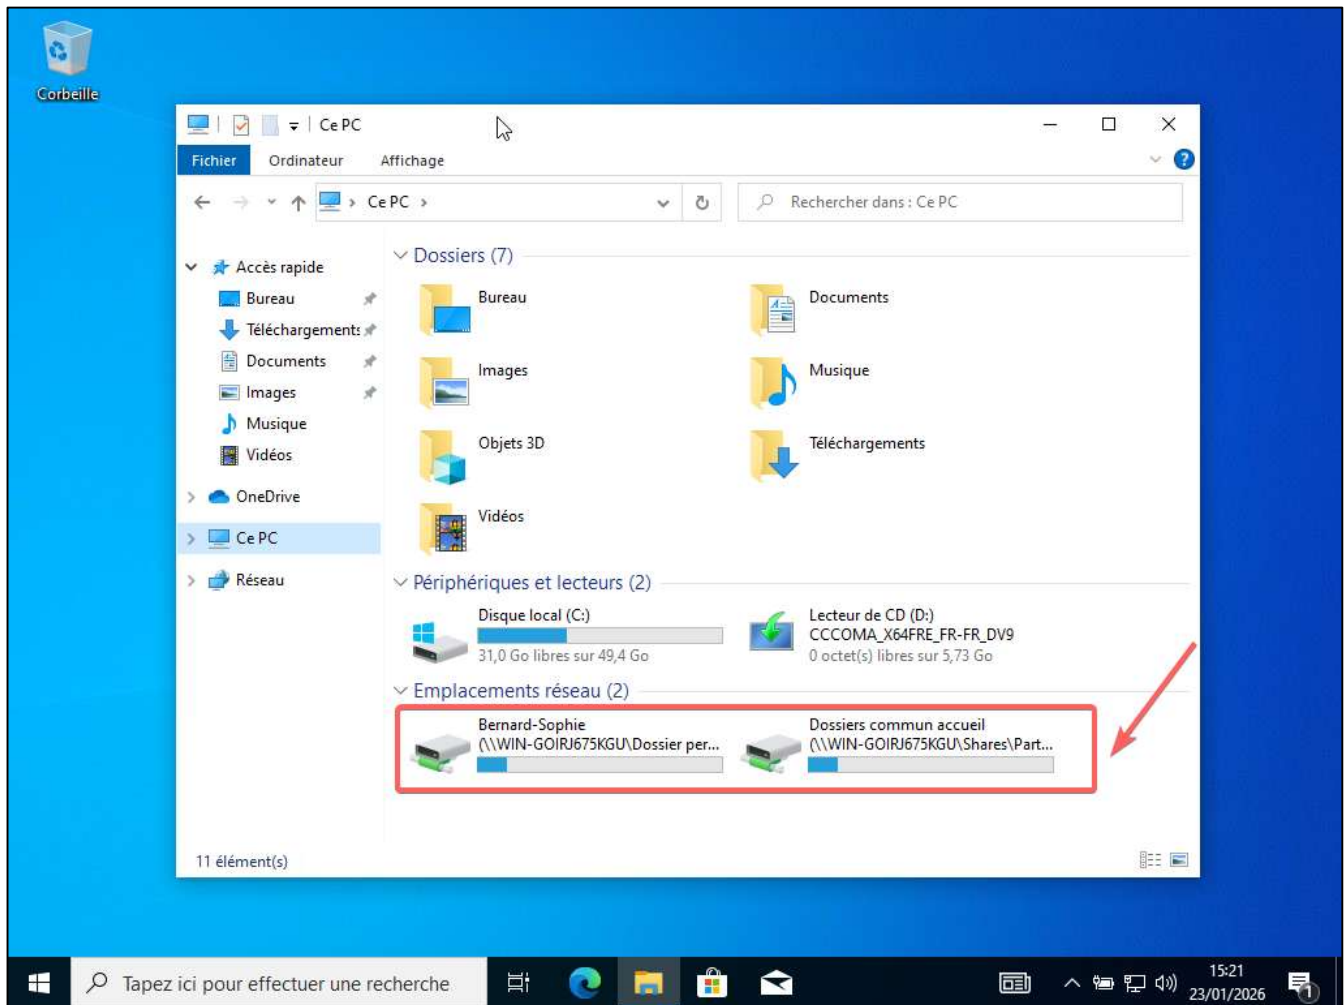 Corbeille
Ce PC
Fichier
Ordinateur
Affichage
Ce PC
Rechercher dans : Ce PC
Accès rapide
Bureau
Téléchargements
Documents
Images
Musique
Vidéos
OneDrive
Ce PC
Réseau
Dossiers (7)
Bureau
Documents
Images
Musique
Objets 3D
Téléchargements
Vidéos
Périphériques et lecteurs (2)
Disque local (C:)
31,0 Go libres sur 49,4 Go
Lecteur de CD (D:)
CCCOMA_X64FRE_FR-FR_DV9
0 octet(s) libres sur 5,73 Go
Emplacements réseau (2)
Bernard-Sophie
(\\WIN-GOIRJ675KGU\Dossier per...
Dossiers commun accueil
(\\WIN-GOIRJ675KGU\Shares\Part...
11 élément(s)
Tapez ici pour effectuer une recherche
15:21
23/01/2026
1